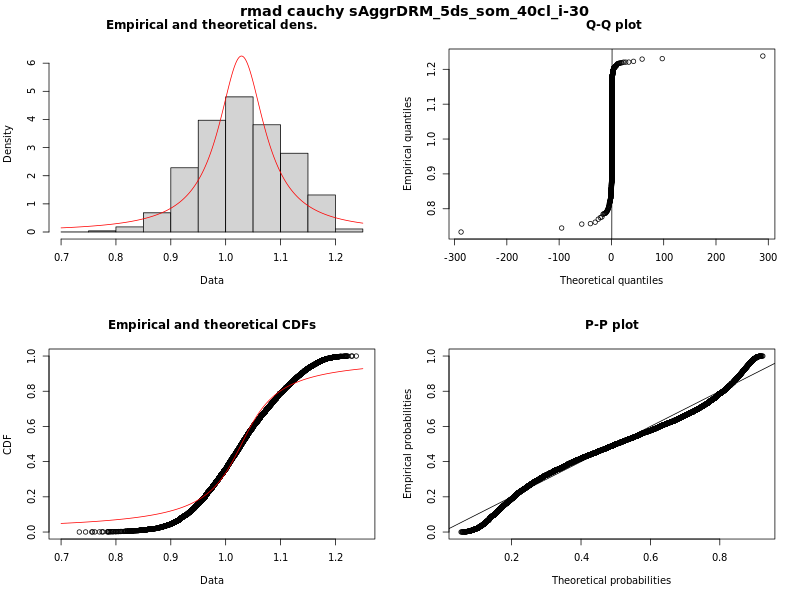 rmad cauchy sAggrDRM_5ds_som_40cl_i-30
Empirical and theoretical dens.
Density
0 1 2 3 4 5 6
0.7 0.8 0.9 1.0 1.1 1.2
Data
Q-Q plot
Empirical quantiles
0.8 0.9 1.0 1.1 1.2
-300 -200 -100 0 100 200 300
Theoretical quantiles
Empirical and theoretical CDFs
CDF
0.0 0.2 0.4 0.6 0.8 1.0
0.7 0.8 0.9 1.0 1.1 1.2
Data
P-P plot
Empirical probabilities
0.0 0.2 0.4 0.6 0.8 1.0
0.2 0.4 0.6 0.8
Theoretical probabilities